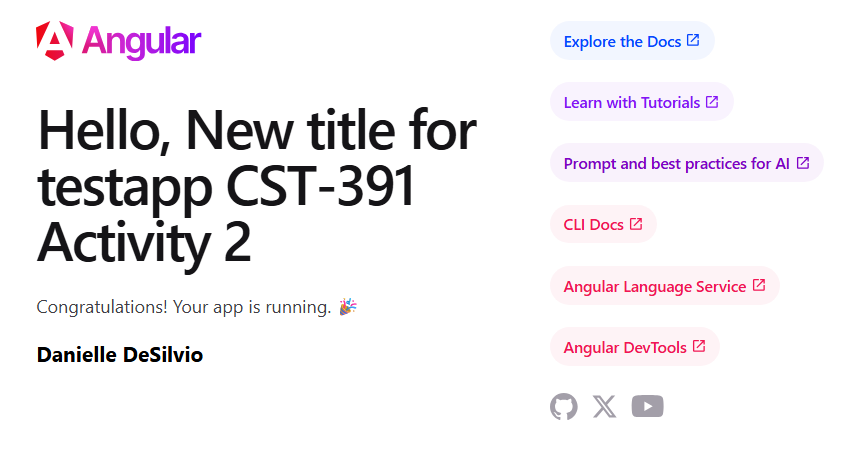 Angular
Hello, New title for
testapp CST-391
Activity 2
Congratulations! Your app is running. 🎉
Danielle DeSilvio
Explore the Docs
Learn with Tutorials
Prompt and best practices for AI
CLI Docs
Angular Language Service
Angular DevTools